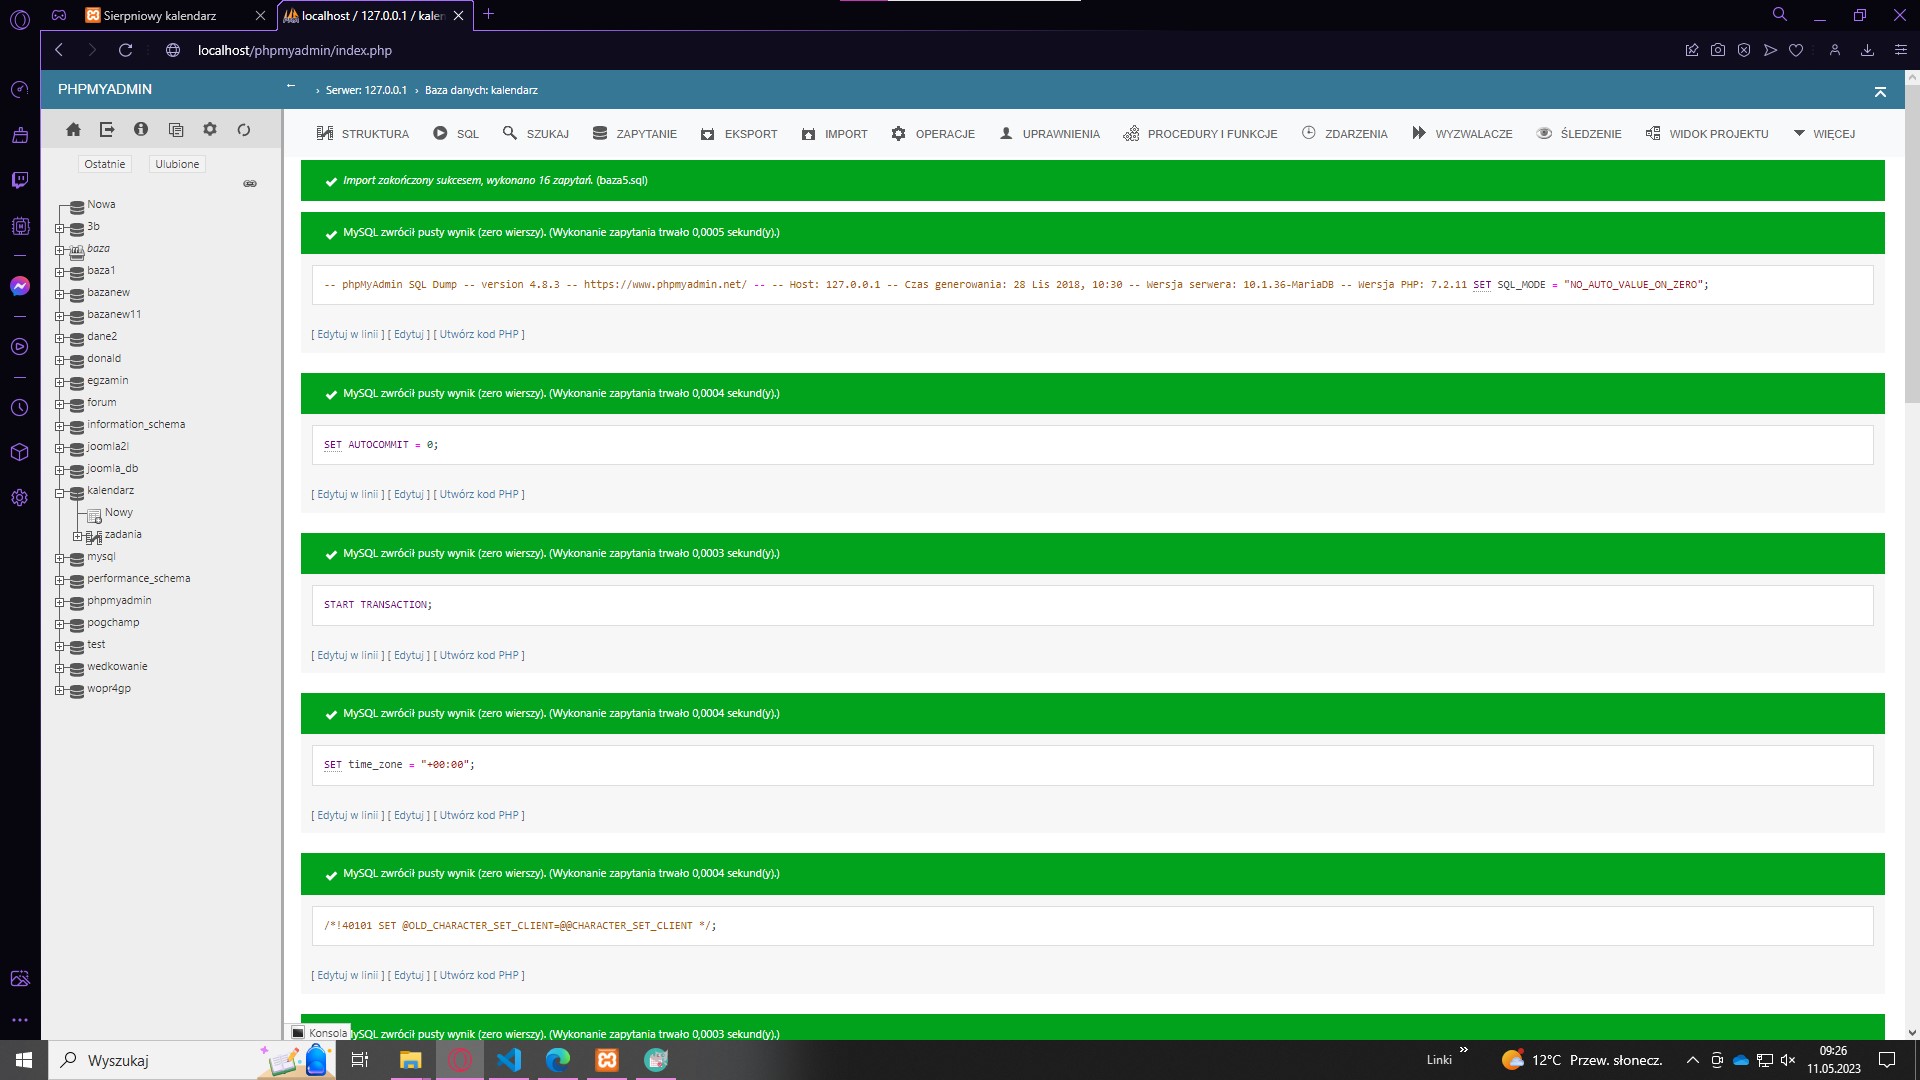 Sierpniowy kalendarz
localhost / 127.0.0.1 / kalen
localhost/phpmyadmin/index.php
PHPMYADMIN
Serwer: 127.0.0.1 › Baza danych: kalendarz
STRUKTURA SQL SZUKAJ ZAPYTANIE EKSPORT IMPORT OPERACJE UPRAWNIENIA PROCEDURY I FUNKCJE ZDARZENIA WYZWALACZE ŚLEDZENIE WIDOK PROJEKTU WIĘCEJ
Ostatnie Ulubione
Nowa
3b
baza
baza1
bazanew
bazanew11
dane2
donald
egzamin
forum
information_schema
joomla2l
joomla_db
kalendarz
Nowy
zadania
mysql
performance_schema
phpmyadmin
pogchamp
test
wedkowanie
wopr4gp
Import zakończony sukcesem, wykonano 16 zapytań. (baza5.sql)
MySQL zwrócił pusty wynik (zero wierszy). (Wykonanie zapytania trwało 0,0005 sekund(y).)
-- phpMyAdmin SQL Dump -- version 4.8.3 -- https://www.phpmyadmin.net/ -- -- Host: 127.0.0.1 -- Czas generowania: 28 Lis 2018, 10:30 -- Wersja serwera: 10.1.36-MariaDB -- Wersja PHP: 7.2.11 SET SQL_MODE = "NO_AUTO_VALUE_ON_ZERO";
[ Edytuj w linii ] [ Edytuj ] [ Utwórz kod PHP ]
MySQL zwrócił pusty wynik (zero wierszy). (Wykonanie zapytania trwało 0,0004 sekund(y).)
SET AUTOCOMMIT = 0;
[ Edytuj w linii ] [ Edytuj ] [ Utwórz kod PHP ]
MySQL zwrócił pusty wynik (zero wierszy). (Wykonanie zapytania trwało 0,0003 sekund(y).)
START TRANSACTION;
[ Edytuj w linii ] [ Edytuj ] [ Utwórz kod PHP ]
MySQL zwrócił pusty wynik (zero wierszy). (Wykonanie zapytania trwało 0,0004 sekund(y).)
SET time_zone = "+00:00";
[ Edytuj w linii ] [ Edytuj ] [ Utwórz kod PHP ]
MySQL zwrócił pusty wynik (zero wierszy). (Wykonanie zapytania trwało 0,0004 sekund(y).)
/*!40101 SET @OLD_CHARACTER_SET_CLIENT=@@CHARACTER_SET_CLIENT */;
[ Edytuj w linii ] [ Edytuj ] [ Utwórz kod PHP ]
Konsola
ySQL zwrócił pusty wynik (zero wierszy). (Wykonanie zapytania trwało 0,0003 sekund(y).)
Wyszukaj
Linki
12°C Przew. słonecz.
09:26
11.05.2023